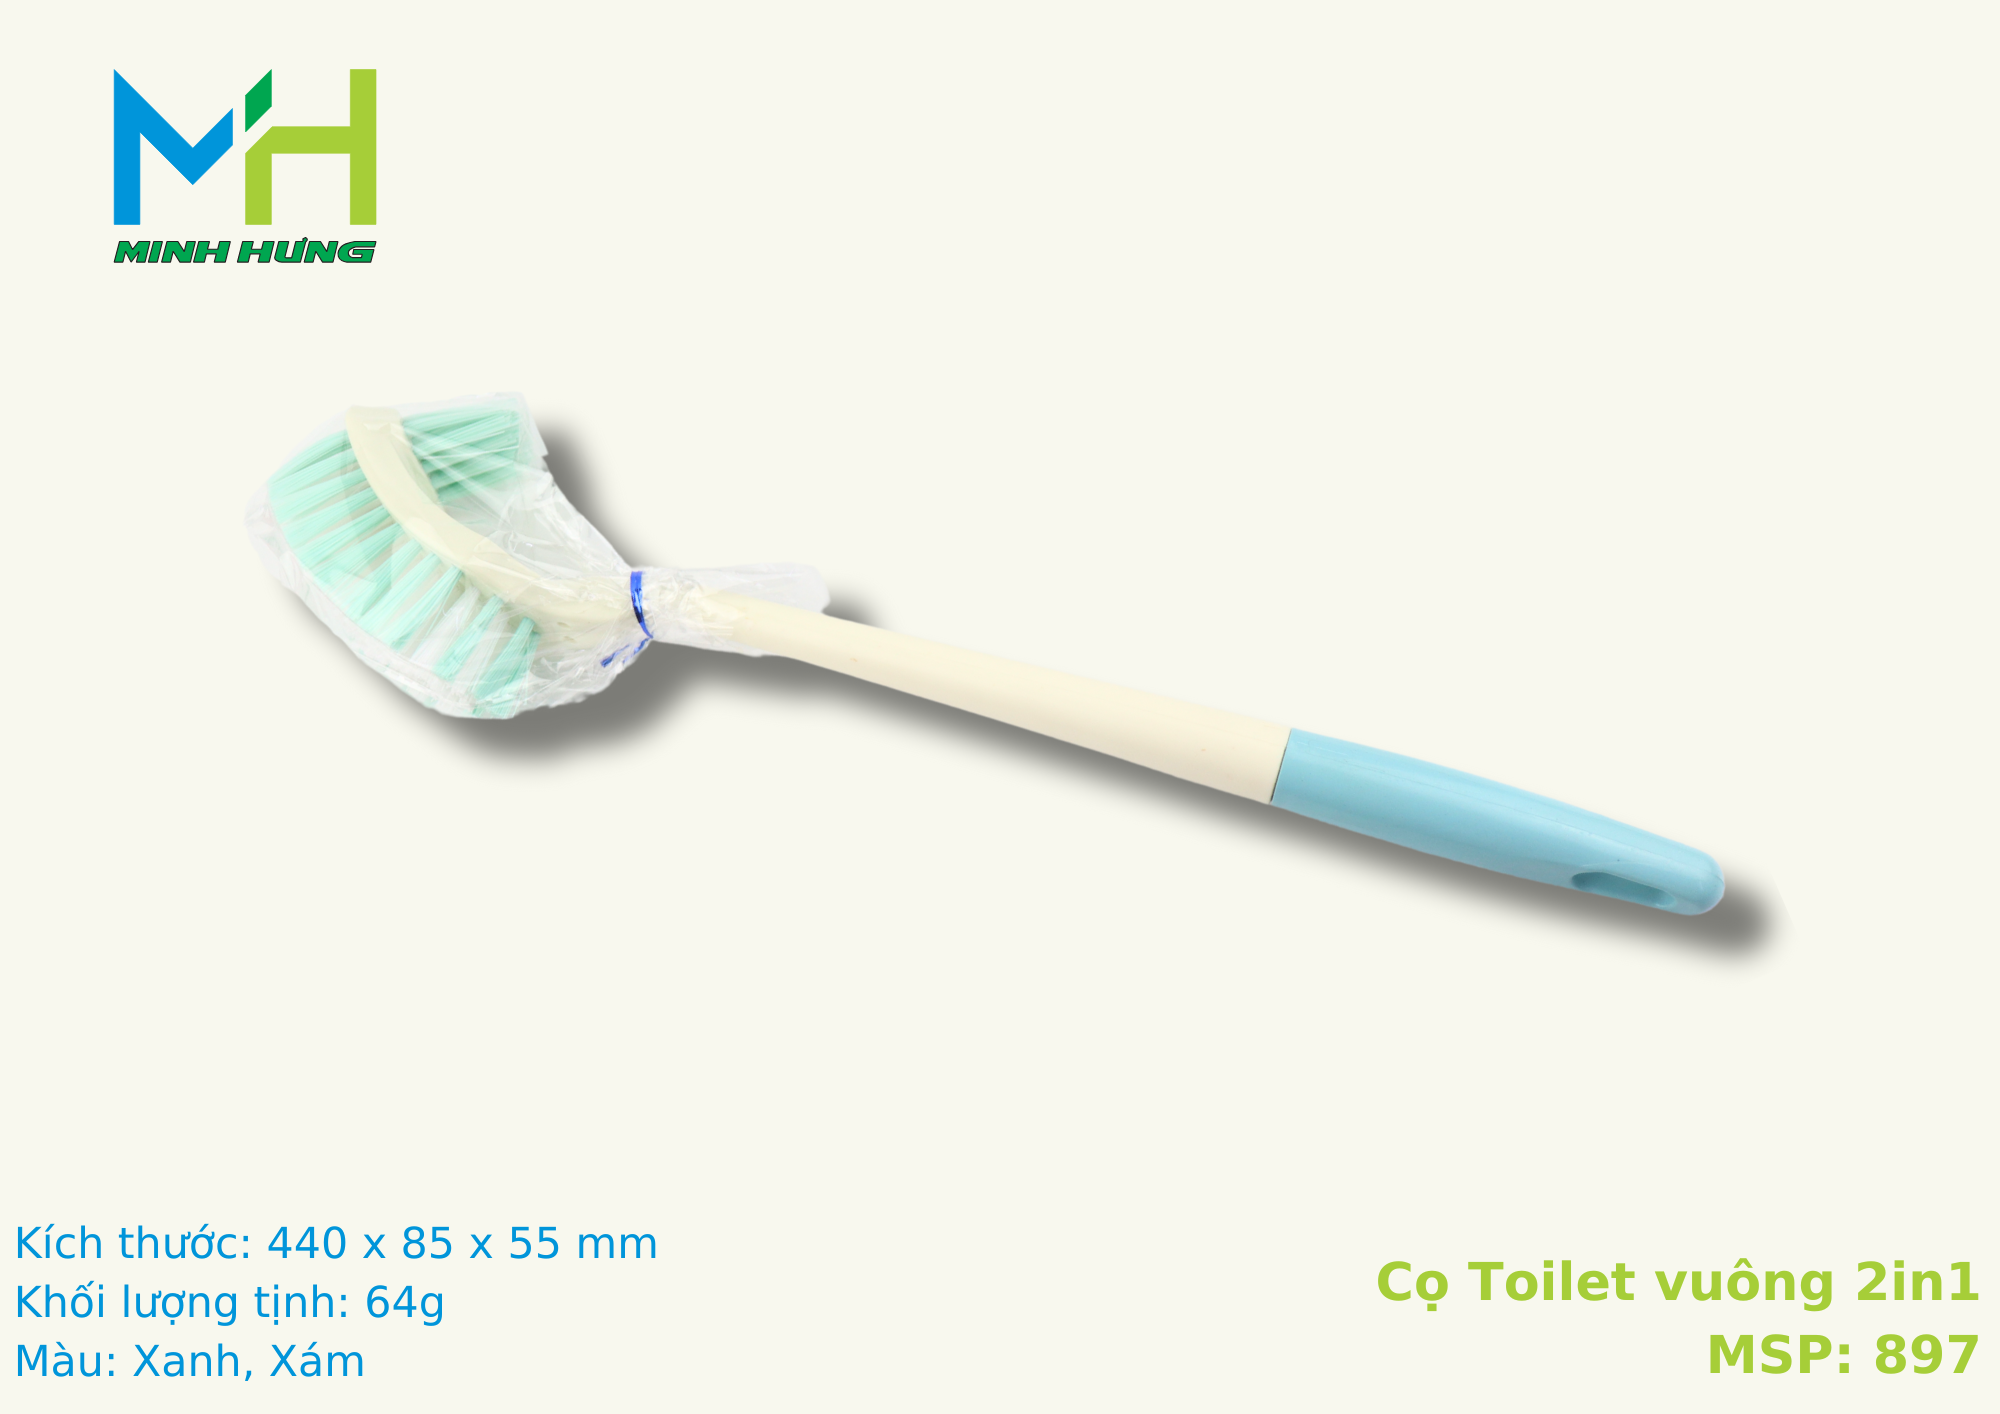 MINH HƯNG
Kích thước: 440 x 85 x 55 mm
Khối lượng tịnh: 64g
Màu: Xanh, Xám
Cọ Toilet vuông 2in1
MSP: 897